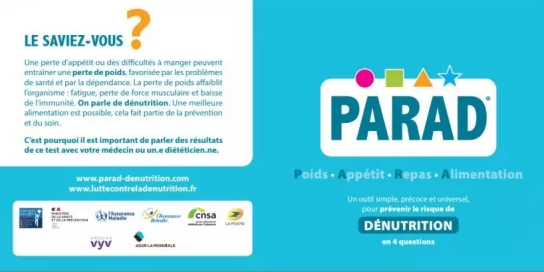 LE SAVIEZ-VOUS ?
Une perte d'appétit ou des difficultés à manger peuvent
entraîner une perte de poids, favorisée par les problèmes
de santé et par la dépendance. La perte de poids affaiblit
l'organisme : fatigue, perte de force musculaire et baisse
de l'immunité. On parle de dénutrition. Une meilleure
alimentation est possible, cela fait partie de la prévention
et du soin.
C'est pourquoi il est important de parler des résultats
de ce test avec votre médecin ou un.e diététicien.ne.
www.parad-denutrition.com
www.luttecontreladenutrition.fr
MINISTÈRE
DE LA SANTÉ
ET DE LA PRÉVENTION
l'Assurance
Maladie
l'Assurance
Retraite
cnsa
LA POSTE
GROUPE
vyv
AG2R LA MONDIALE
PARAD
Poids • Appétit • Repas • Alimentation
Un outil simple, précoce et universel,
pour prévenir le risque de
DÉNUTRITION
en 4 questions